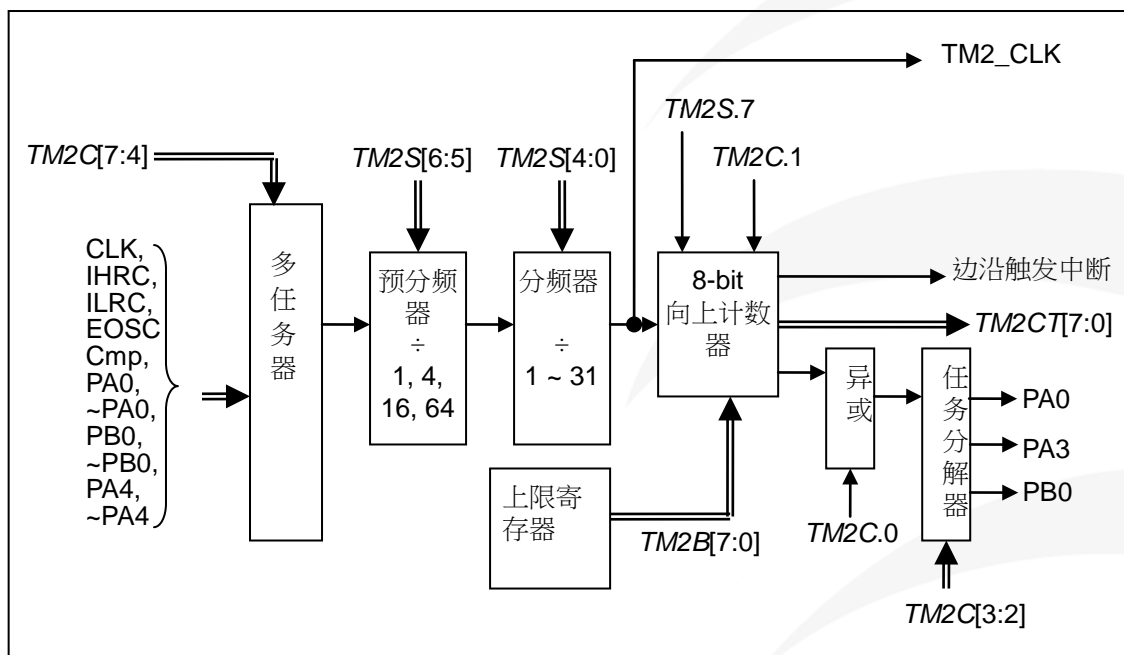 TM2_CLK
TM2S.7
TM2C[7:4]
TM2S[6:5]
TM2S[4:0]
TM2C.1
CLK,
IHRC,
ILRC,
EOSC
Cmp,
PA0,
~PA0,
PB0,
~PB0,
PA4,
~PA4
多
任
务
器
预分频
器
÷
1, 4,
16, 64
分频器
÷
1 ~ 31
8-bit
向上计数
器
边沿触发中断
TM2CT[7:0]
异
或
任
务
分
解
器
PA0
PA3
PB0
上限寄
存器
TM2B[7:0]
TM2C.0
TM2C[3:2]